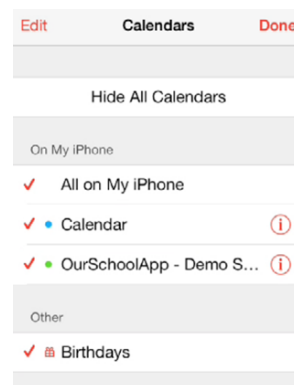 Edit Calendars Done
Hide All Calendars
On My iPhone
All on My iPhone
Calendar
OurSchoolApp - Demo S...
Other
Birthdays